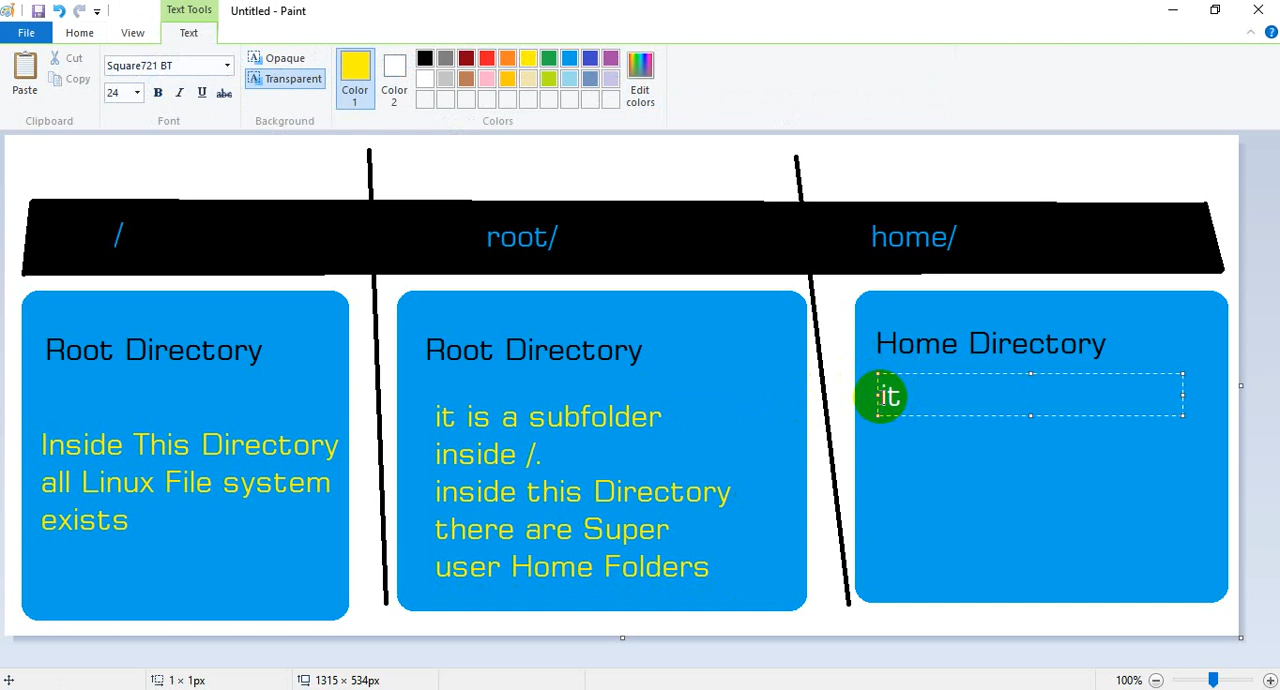 Text Tools
Untitled - Paint
File
Home
View
Text
Paste
Cut
Copy
Clipboard
Square721 BT
24
B
I
U
abc
Font
Opaque
Transparent
Background
Color 1
Color 2
Edit colors
Colors
/
root/
home/
Root Directory
Inside This Directory
all Linux File system
exists
Root Directory
it is a subfolder
inside /.
inside this Directory
there are Super
user Home Folders
Home Directory
it
1 × 1px
1315 × 534px
100%